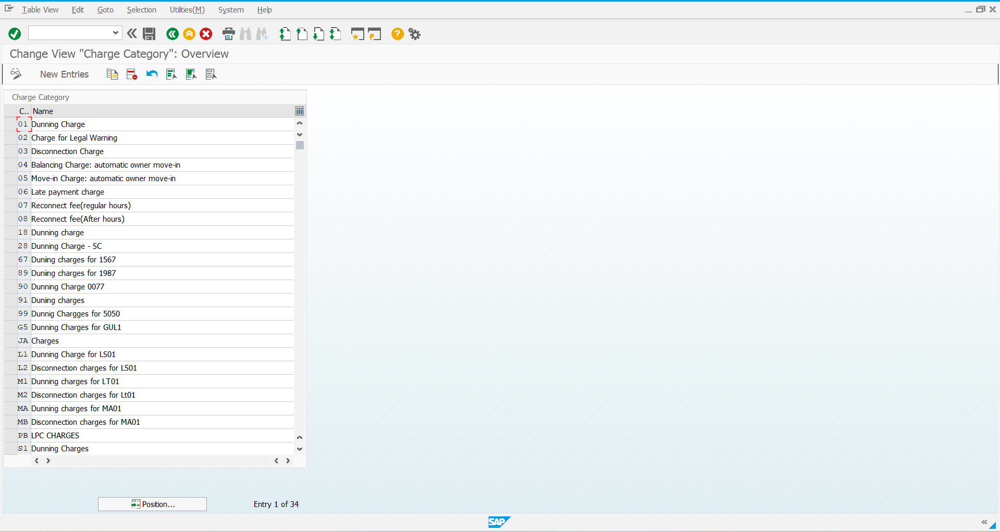 Table View Edit Goto Selection Utilities(M) System Help
Change View "Charge Category": Overview
New Entries
Charge Category
C.. Name
01 Dunning Charge
02 Charge for Legal Warning
03 Disconnection Charge
04 Balancing Charge: automatic owner move-in
05 Move-in Charge: automatic owner move-in
06 Late payment charge
07 Reconnect fee(regular hours)
08 Reconnect fee(After hours)
18 Dunning charge
28 Dunning Charge - SC
67 Duniing charges for 1567
89 Duniing charges for 1987
90 Dunning Charge 0077
91 Duniing charges
99 Dunnig Chargges for 5050
G5 Dunning Charges for GUL1
JA Charges
L1 Dunning Charge for LS01
L2 Disconnection charges for LS01
M1 Dunning charges for LT01
M2 Disconnection charges for Lt01
MA Dunning charges for MA01
MB Disconnection charges for MA01
PB LPC CHARGES
S1 Dunning Charges
Position... Entry 1 of 34
SAP